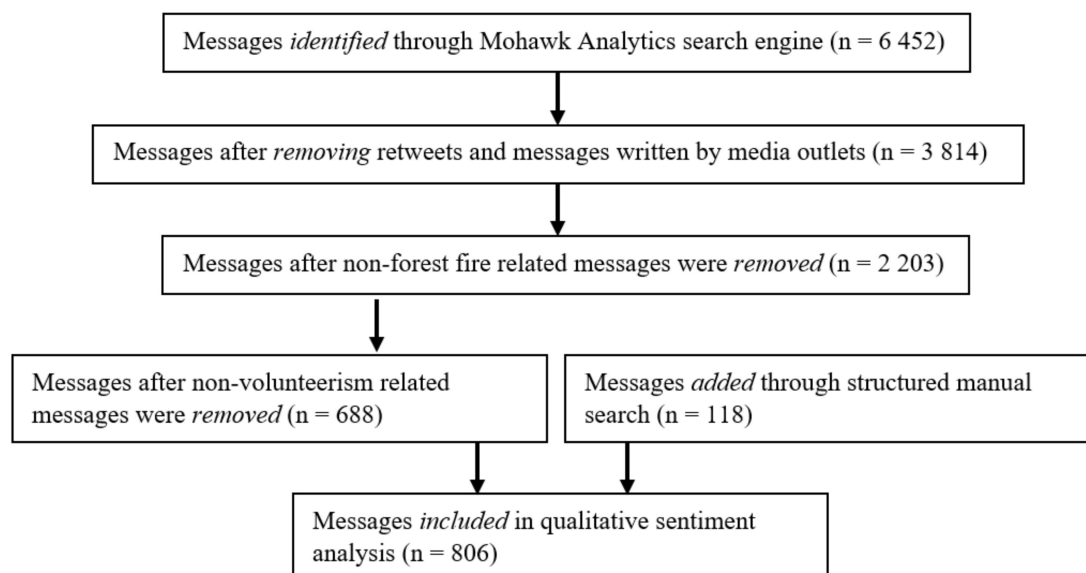 Messages identified through Mohawk Analytics search engine (n = 6 452)
Messages after removing retweets and messages written by media outlets (n = 3 814)
Messages after non-forest fire related messages were removed (n = 2 203)
Messages after non-volunteerism related
messages were removed (n = 688)
Messages added through structured manual
search (n = 118)
Messages included in qualitative sentiment
analysis (n = 806)